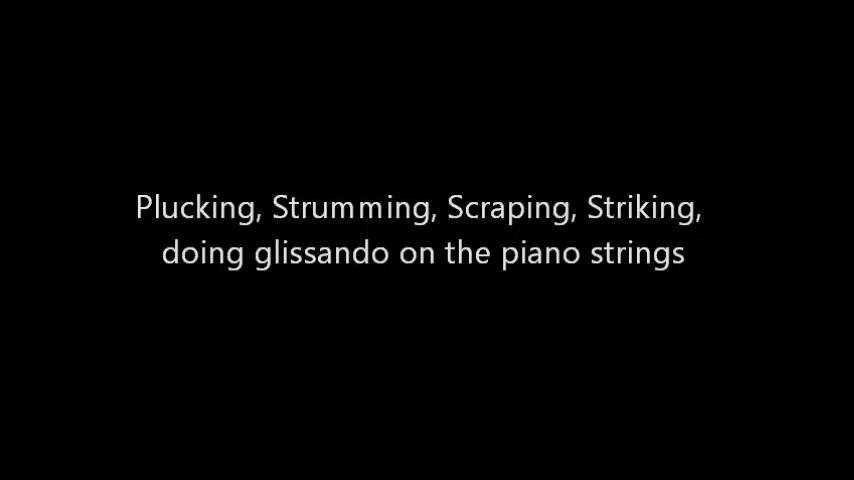 Plucking, Strumming, Scraping, Striking,
doing glissando on the piano strings